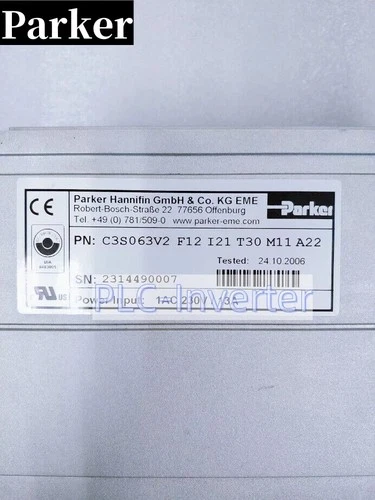 Parker
Parker Hannifin GmbH & Co. KG EME
Robert-Bosch-Straße 22 77656 Offenburg
Tel. +49 (0) 781/509-0 www.parker-eme.com
Parker
PN: C3S063V2 F12 I21 T30 M11 A22
Tested: 24.10.2006
SN: 2314490007
Power Input: 1AC 230V 13A
PLC Inverter